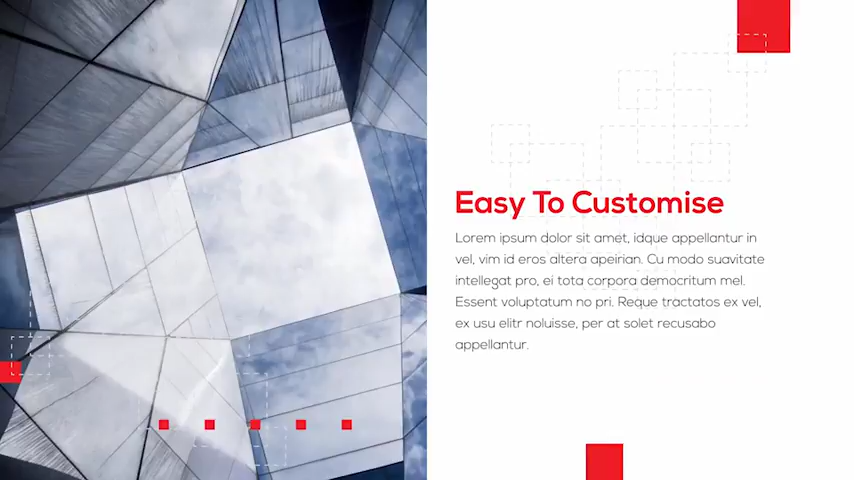 Easy To Customise
Lorem ipsum dolor sit amet, idque appellantur in
vel, vim id eros altera apeirian. Cu modo suavitate
intellegat pro, ei tota corpora democritum mel.
Essent voluptatum no pri. Reque tractatos ex vel,
ex usu elitr noluisse, per at solet recusabo
appellantur.